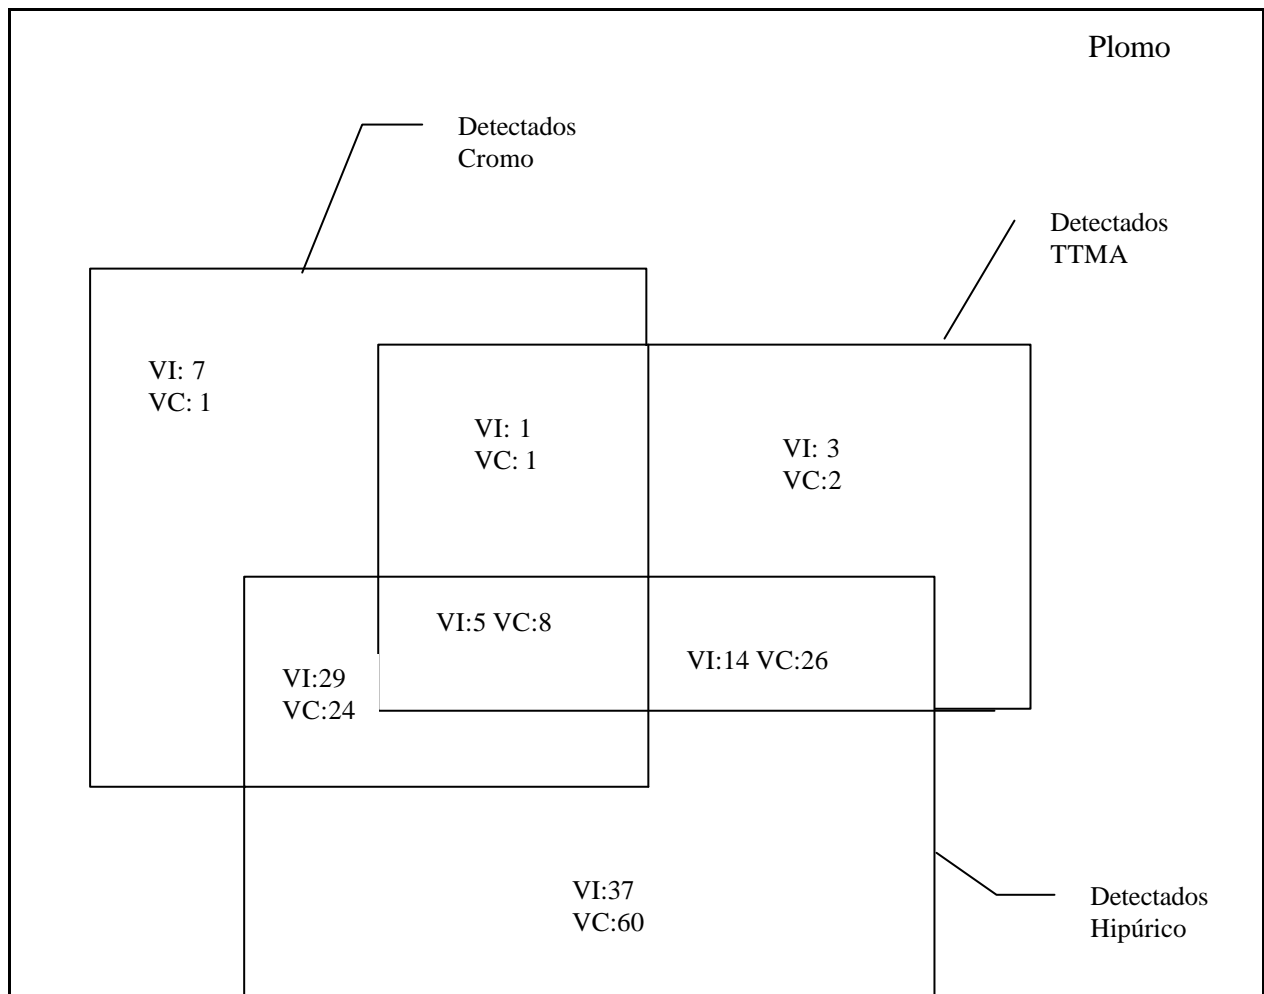 Plomo
Detectados
Cromo
Detectados
TTMA
VI: 7
VC: 1
VI: 1
VC: 1
VI: 3
VC:2
VI:5 VC:8
VI:14 VC:26
VI:29
VC:24
VI:37
VC:60
Detectados
Hipúrico